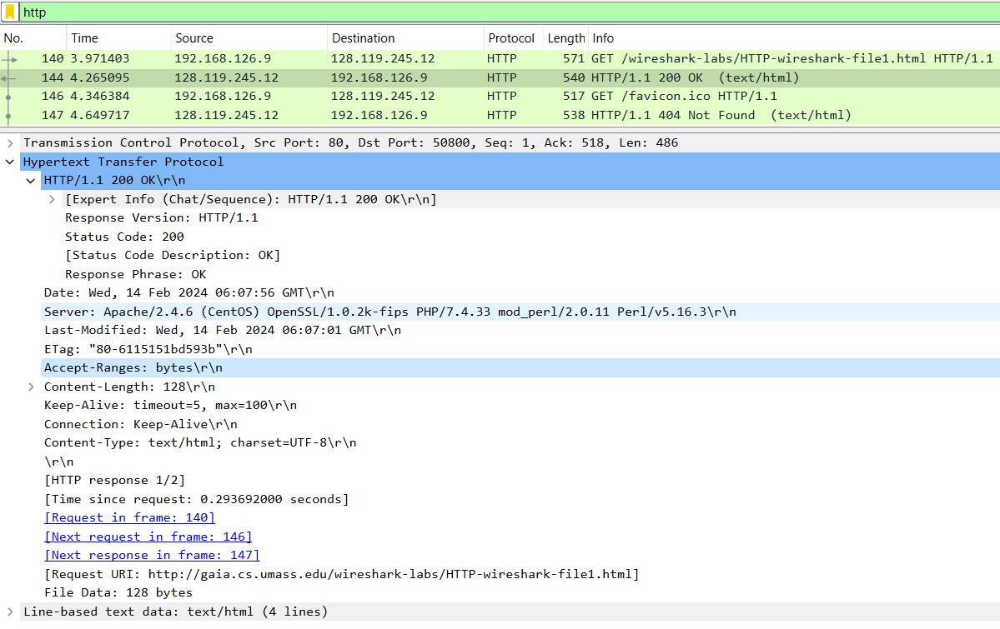 http
No. Time Source Destination Protocol Length Info
140 3.971403 192.168.126.9 128.119.245.12 HTTP 571 GET /wireshark-labs/HTTP-wireshark-file1.html HTTP/1.1
144 4.265095 128.119.245.12 192.168.126.9 HTTP 540 HTTP/1.1 200 OK (text/html)
146 4.346384 192.168.126.9 128.119.245.12 HTTP 517 GET /favicon.ico HTTP/1.1
147 4.649717 128.119.245.12 192.168.126.9 HTTP 538 HTTP/1.1 404 Not Found (text/html)
Transmission Control Protocol, Src Port: 80, Dst Port: 50800, Seq: 1, Ack: 518, Len: 486
Hypertext Transfer Protocol
HTTP/1.1 200 OK\r\n
[Expert Info (Chat/Sequence): HTTP/1.1 200 OK\r\n]
Response Version: HTTP/1.1
Status Code: 200
[Status Code Description: OK]
Response Phrase: OK
Date: Wed, 14 Feb 2024 06:07:56 GMT\r\n
Server: Apache/2.4.6 (CentOS) OpenSSL/1.0.2k-fips PHP/7.4.33 mod_perl/2.0.11 Perl/v5.16.3\r\n
Last-Modified: Wed, 14 Feb 2024 06:07:01 GMT\r\n
ETag: "80-6115151bd593b"\r\n
Accept-Ranges: bytes\r\n
Content-Length: 128\r\n
Keep-Alive: timeout=5, max=100\r\n
Connection: Keep-Alive\r\n
Content-Type: text/html; charset=UTF-8\r\n
\r\n
[HTTP response 1/2]
[Time since request: 0.293692000 seconds]
[Request in frame: 140]
[Next request in frame: 146]
[Next response in frame: 147]
[Request URI: http://gaia.cs.umass.edu/wireshark-labs/HTTP-wireshark-file1.html]
File Data: 128 bytes
Line-based text data: text/html (4 lines)